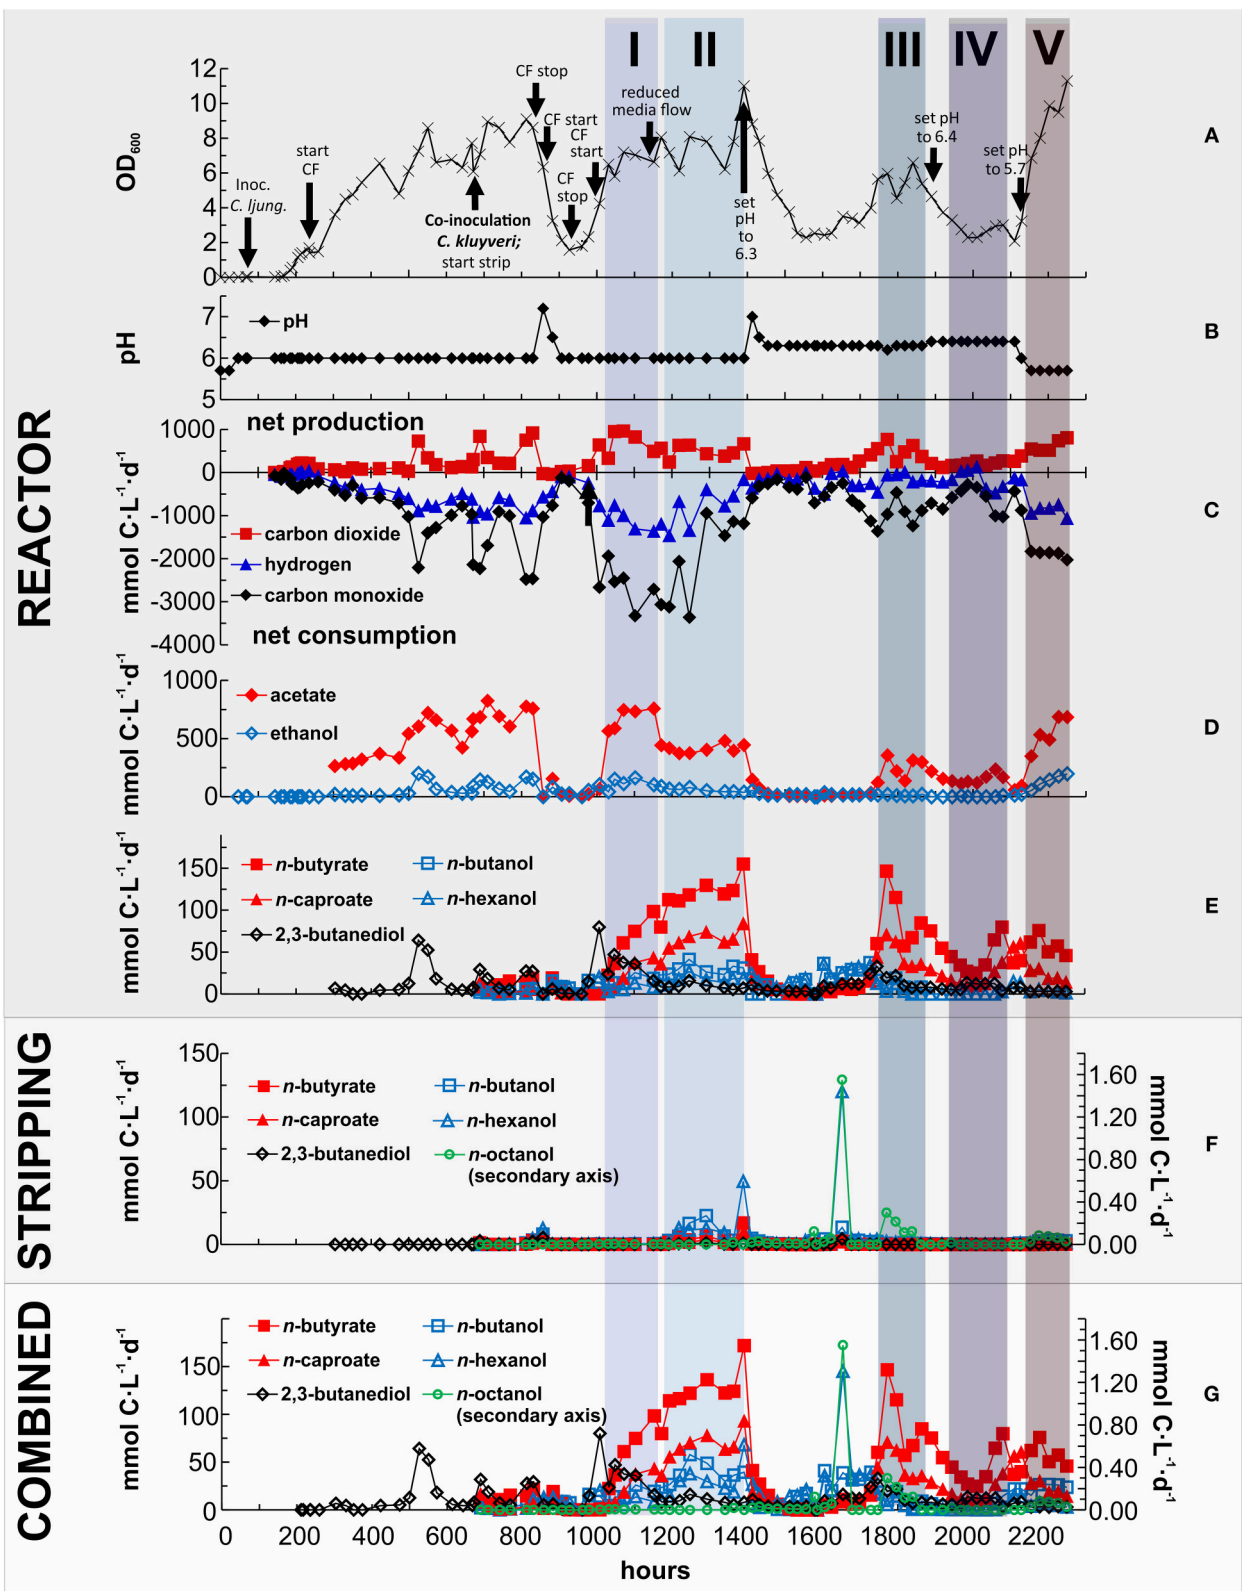 I II III IV V
REACTOR
A
OD600
12
10
8
6
4
2
0
Inoc.
C. ljung.
start
CF
Co-inoculation
C. kluyveri;
start strip
CF stop
CF start
CF
stop
CF
start
reduced
media flow
set
pH
to
6.3
set pH
to 6.4
set pH
to 5.7
B
pH
7
6
5
pH
C
mmol C·L-1·d-1
1000
0
-1000
-2000
-3000
-4000
net production
carbon dioxide
hydrogen
carbon monoxide
net consumption
D
mmol C·L-1·d-1
1000
500
0
acetate
ethanol
E
mmol C·L-1·d-1
150
100
50
0
n-butyrate
n-caproate
2,3-butanediol
n-butanol
n-hexanol
STRIPPING
F
mmol C·L-1·d-1
150
100
50
0
n-butyrate
n-caproate
2,3-butanediol
n-butanol
n-hexanol
n-octanol
(secondary axis)
1.60
1.20
0.80
0.40
0.00
mmol C·L-1·d-1
COMBINED
G
mmol C·L-1·d-1
150
100
50
0
n-butyrate
n-caproate
2,3-butanediol
n-butanol
n-hexanol
n-octanol
(secondary axis)
1.60
1.20
0.80
0.40
0.00
mmol C·L-1·d-1
0 200 400 600 800 1000 1200 1400 1600 1800 2000 2200
hours